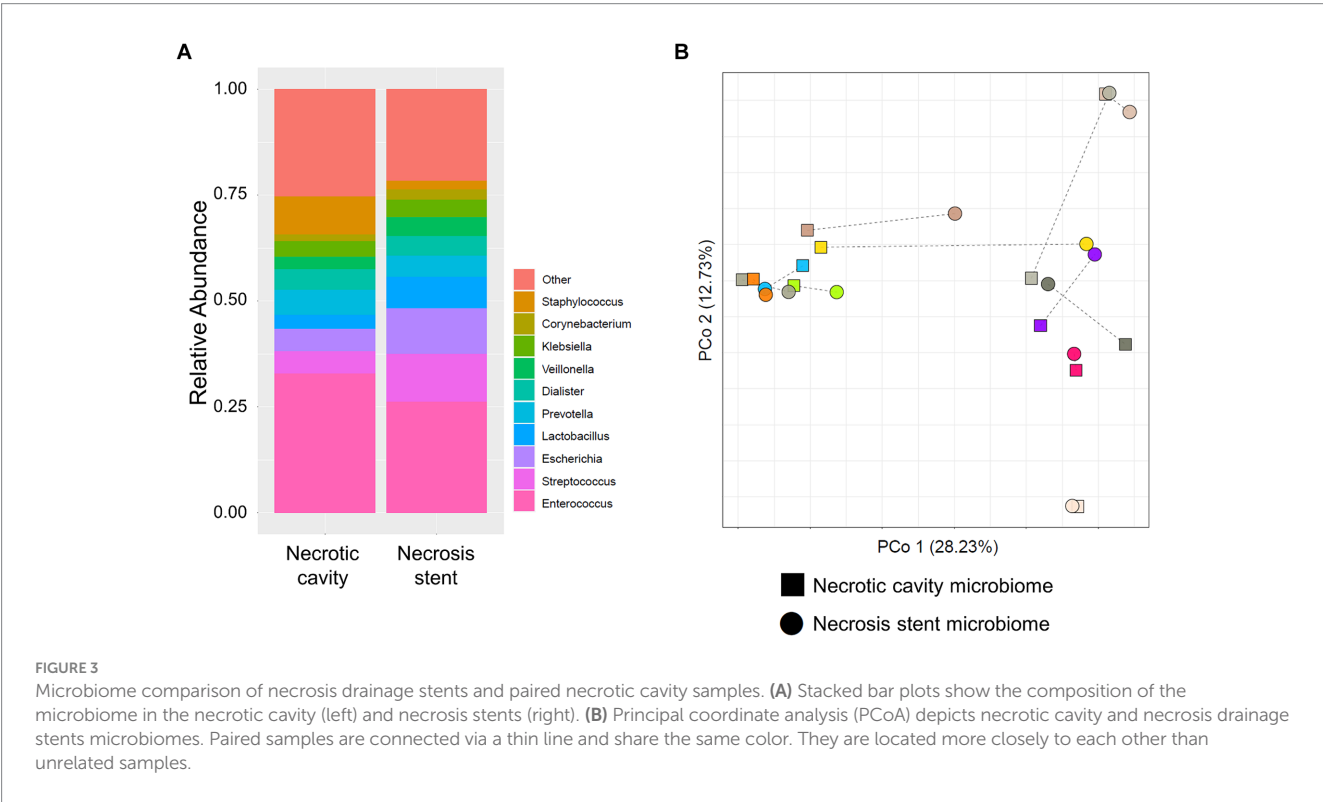 A
B
1.00
0.75
0.50
0.25
0.00
Relative Abundance
Necrotic
cavity
Necrosis
stent
Other
Staphylococcus
Corynebacterium
Klebsiella
Veillonella
Dialister
Prevotella
Lactobacillus
Escherichia
Streptococcus
Enterococcus
PCo 2 (12.73%)
PCo 1 (28.23%)
Necrotic cavity microbiome
Necrosis stent microbiome
FIGURE 3
Microbiome comparison of necrosis drainage stents and paired necrotic cavity samples. (A) Stacked bar plots show the composition of the
microbiome in the necrotic cavity (left) and necrosis stents (right). (B) Principal coordinate analysis (PCoA) depicts necrotic cavity and necrosis drainage
stents microbiomes. Paired samples are connected via a thin line and share the same color. They are located more closely to each other than
unrelated samples.